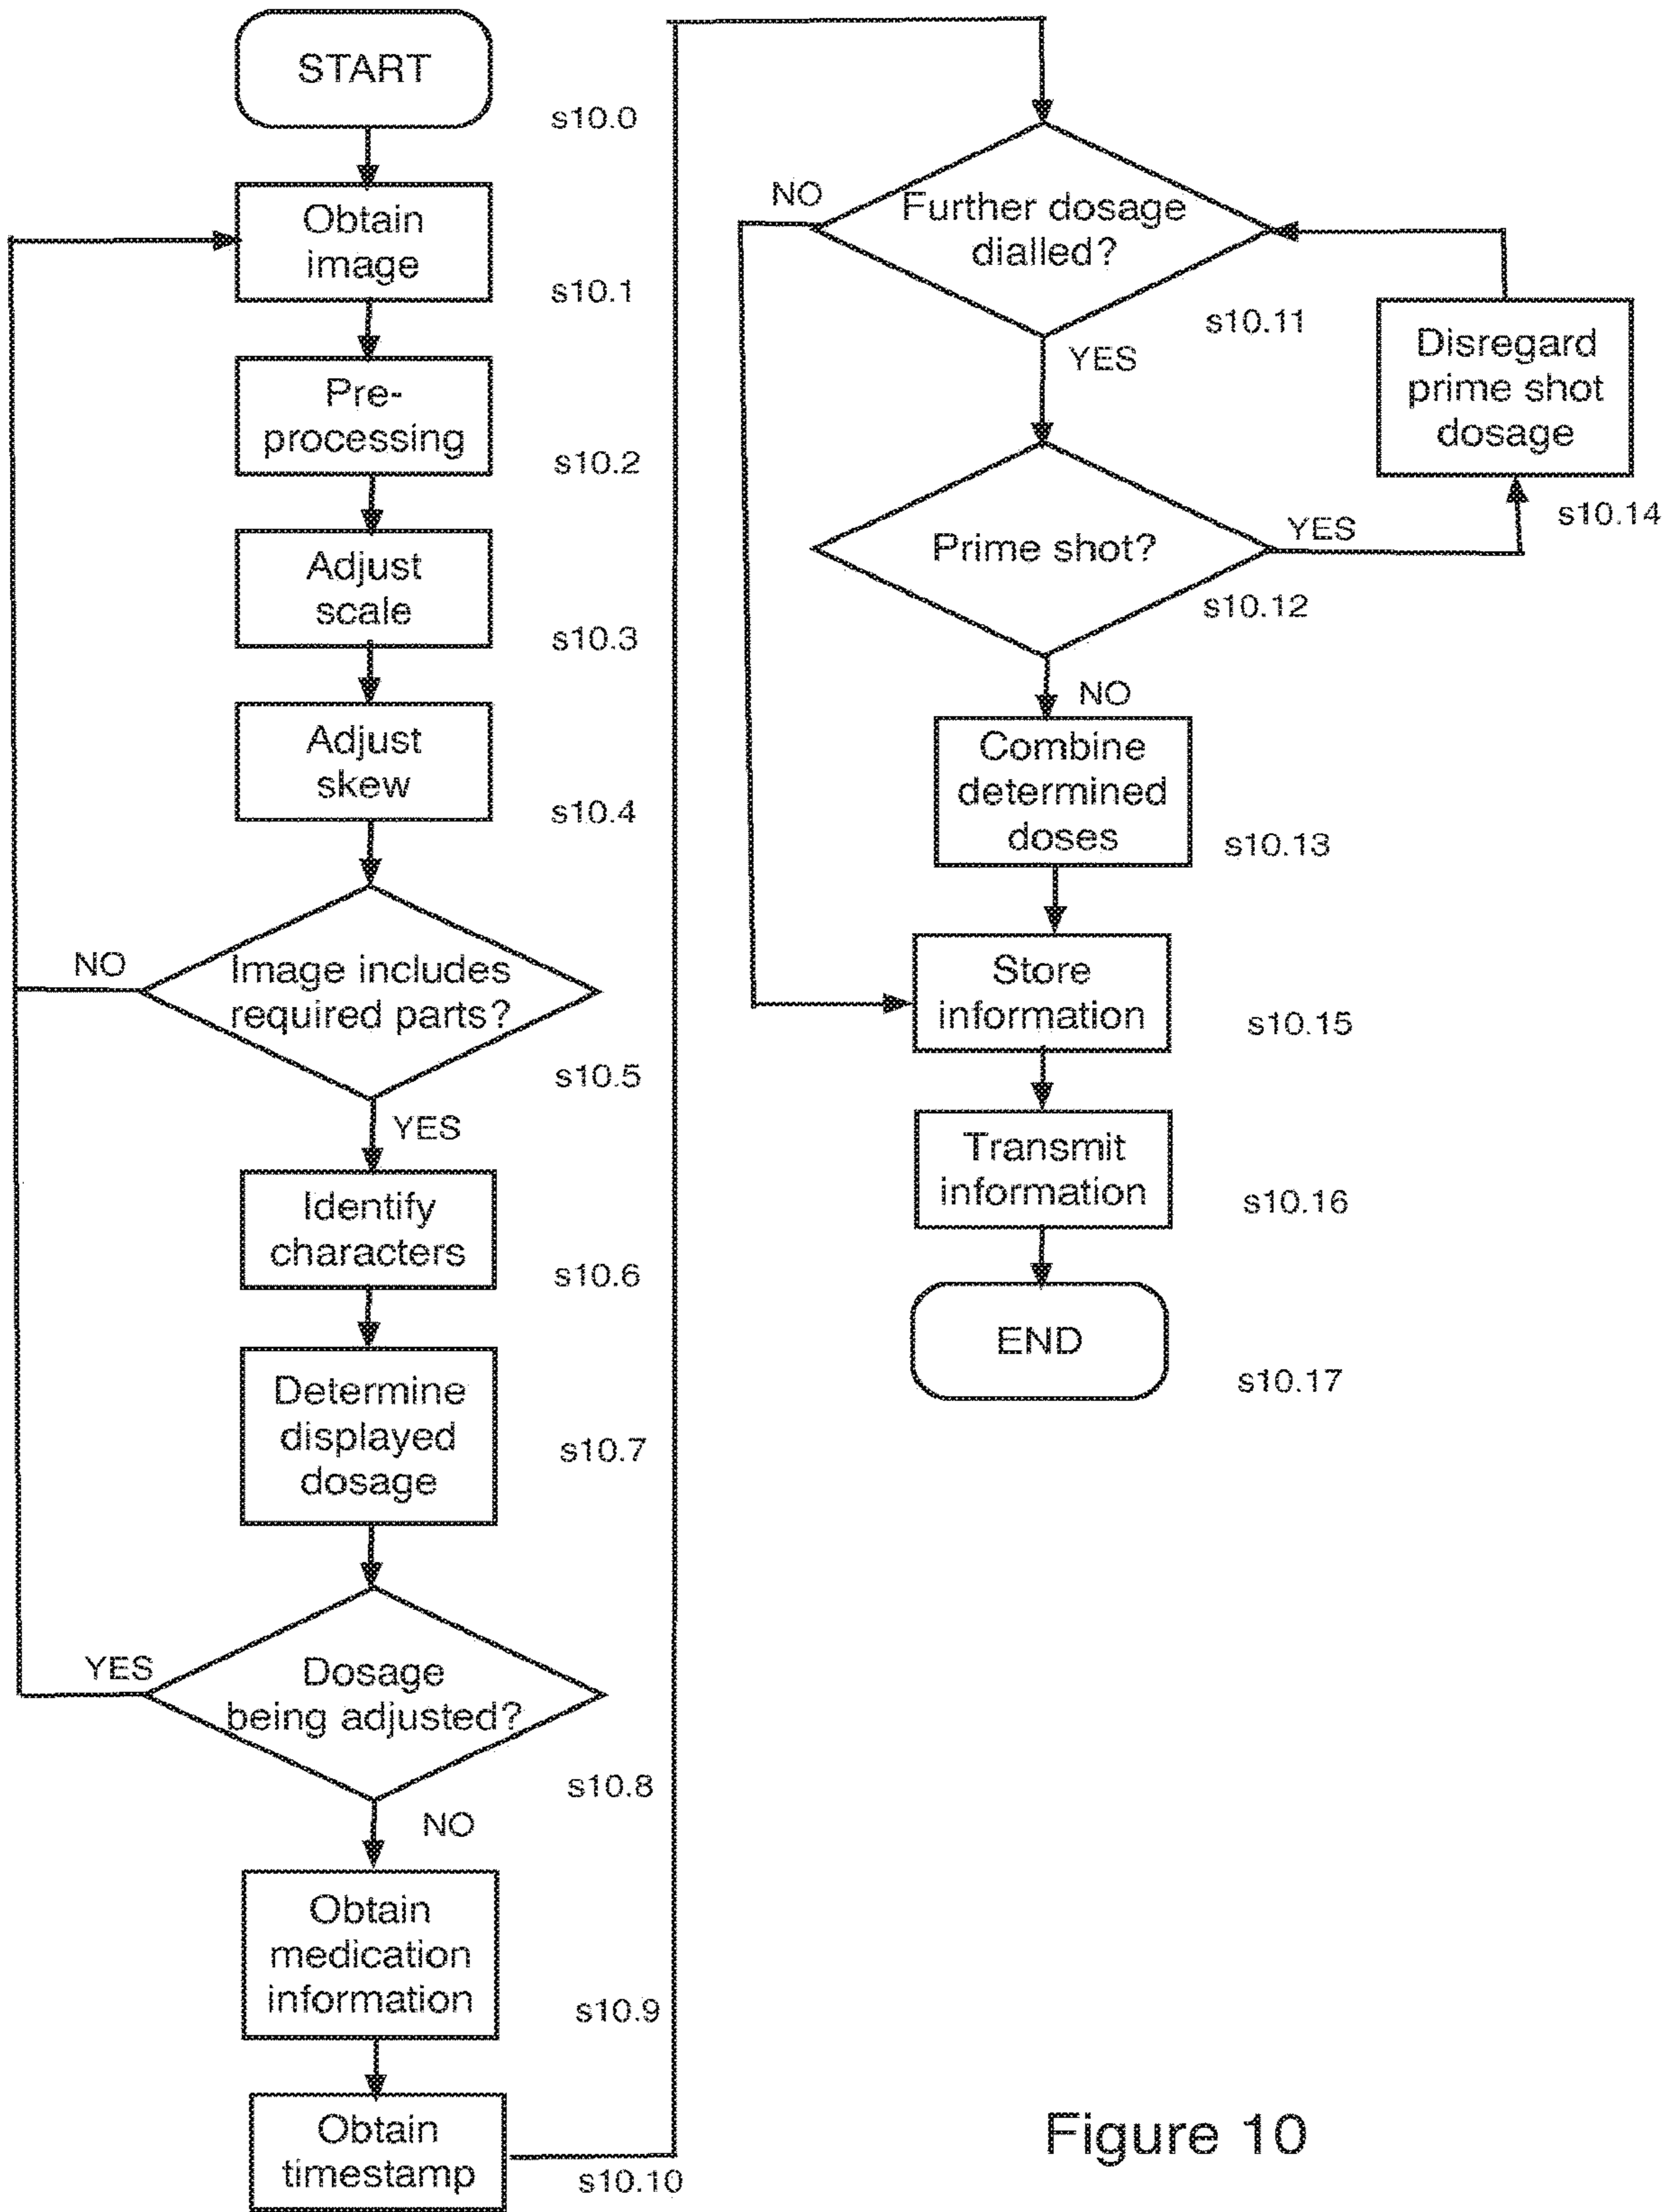 START
s10.0
Obtain
image
s10.1
Pre-
processing
s10.2
Adjust
scale
s10.3
Adjust
skew
s10.4
NO
Image includes
required parts?
s10.5
YES
Identify
characters
s10.6
Determine
displayed
dosage
s10.7
YES
Dosage
being adjusted?
s10.8
NO
Obtain
medication
information
s10.9
Obtain
timestamp
s10.10
NO
Further dosage
dialled?
s10.11
YES
Disregard
prime shot
dosage
s10.14
Prime shot?
YES
s10.12
NO
Combine
determined
doses
s10.13
Store
information
s10.15
Transmit
information
s10.16
END
s10.17
Figure 10